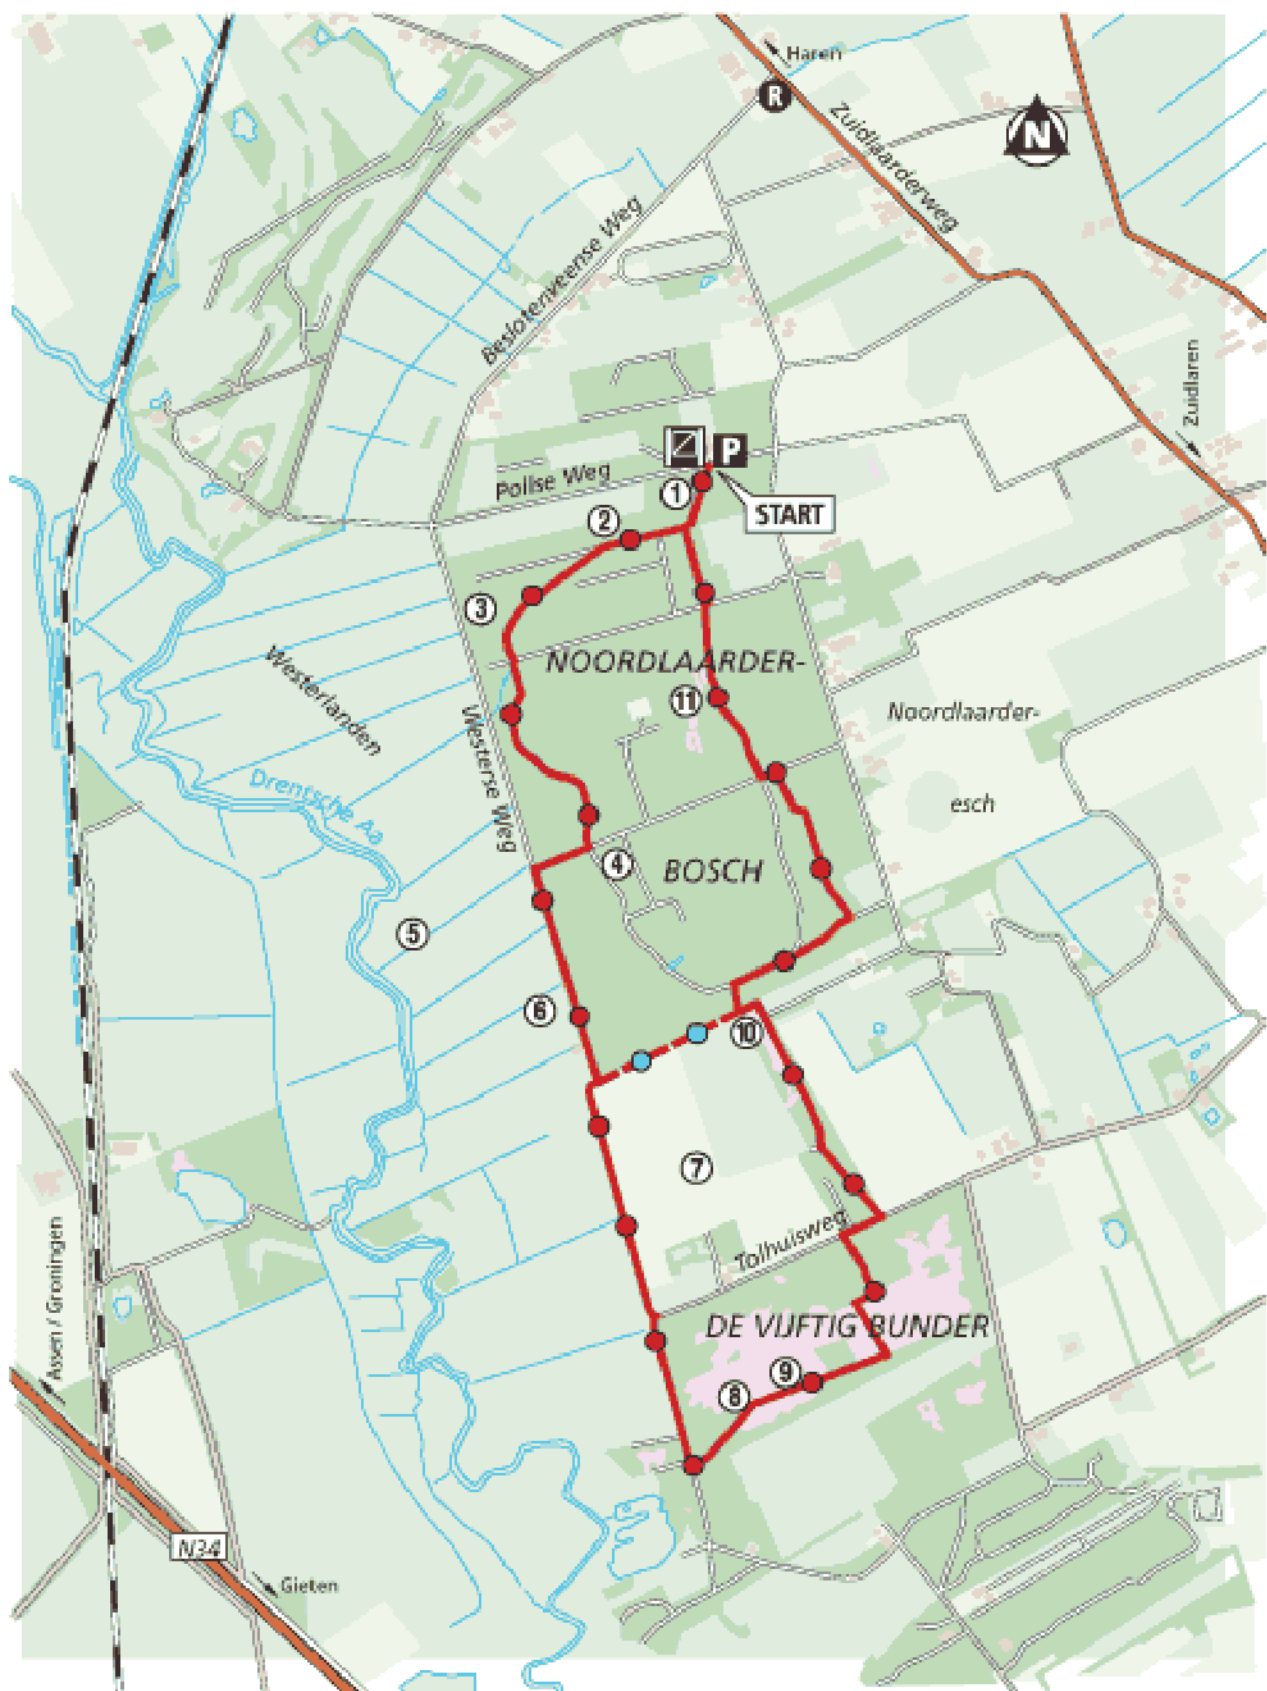 Haren
R
Zuidlaarderweg
N
Beslotenveense Weg
Zuidlaren
P
Pollse Weg
1
START
2
3
NOORDLAARDER-
Westerlanden
11
Noordlaarder-
Westerse Weg
Drentsche Aa
esch
4
BOSCH
5
6
10
7
Tolhuisweg
Assen / Groningen
DE VIJFTIG BUNDER
9
8
N34
Gieten